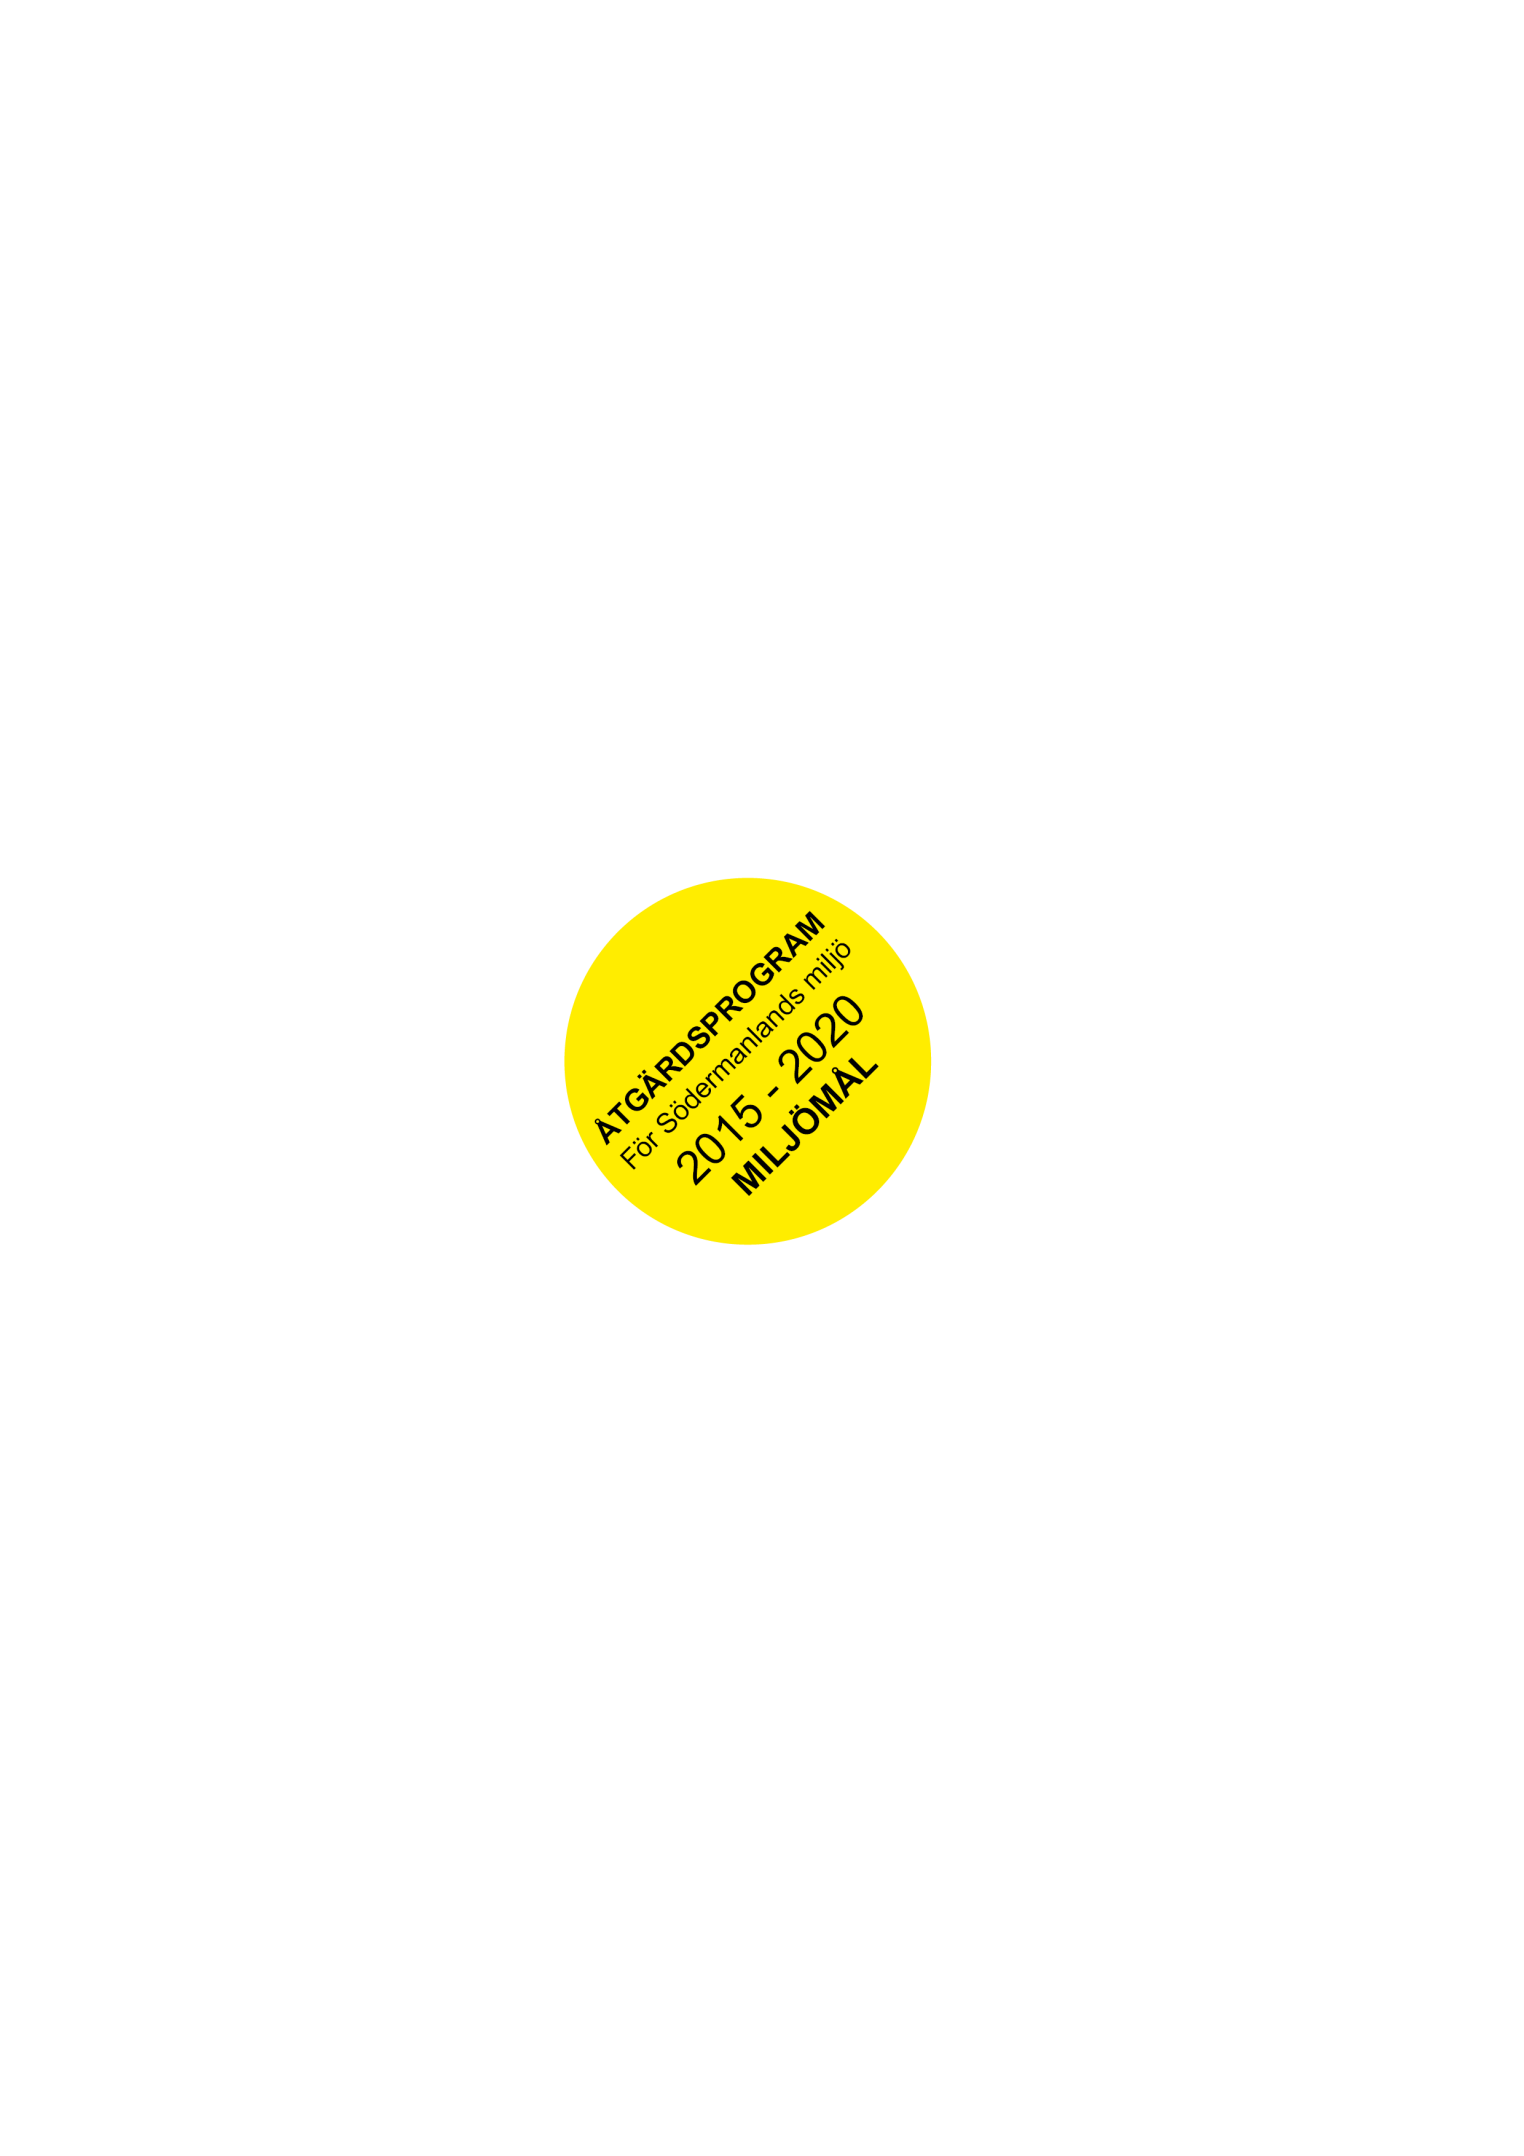 ÅTGÄRDSPROGRAM
För Södermanlands miljö
2015 - 2020
MILJÖMÅL